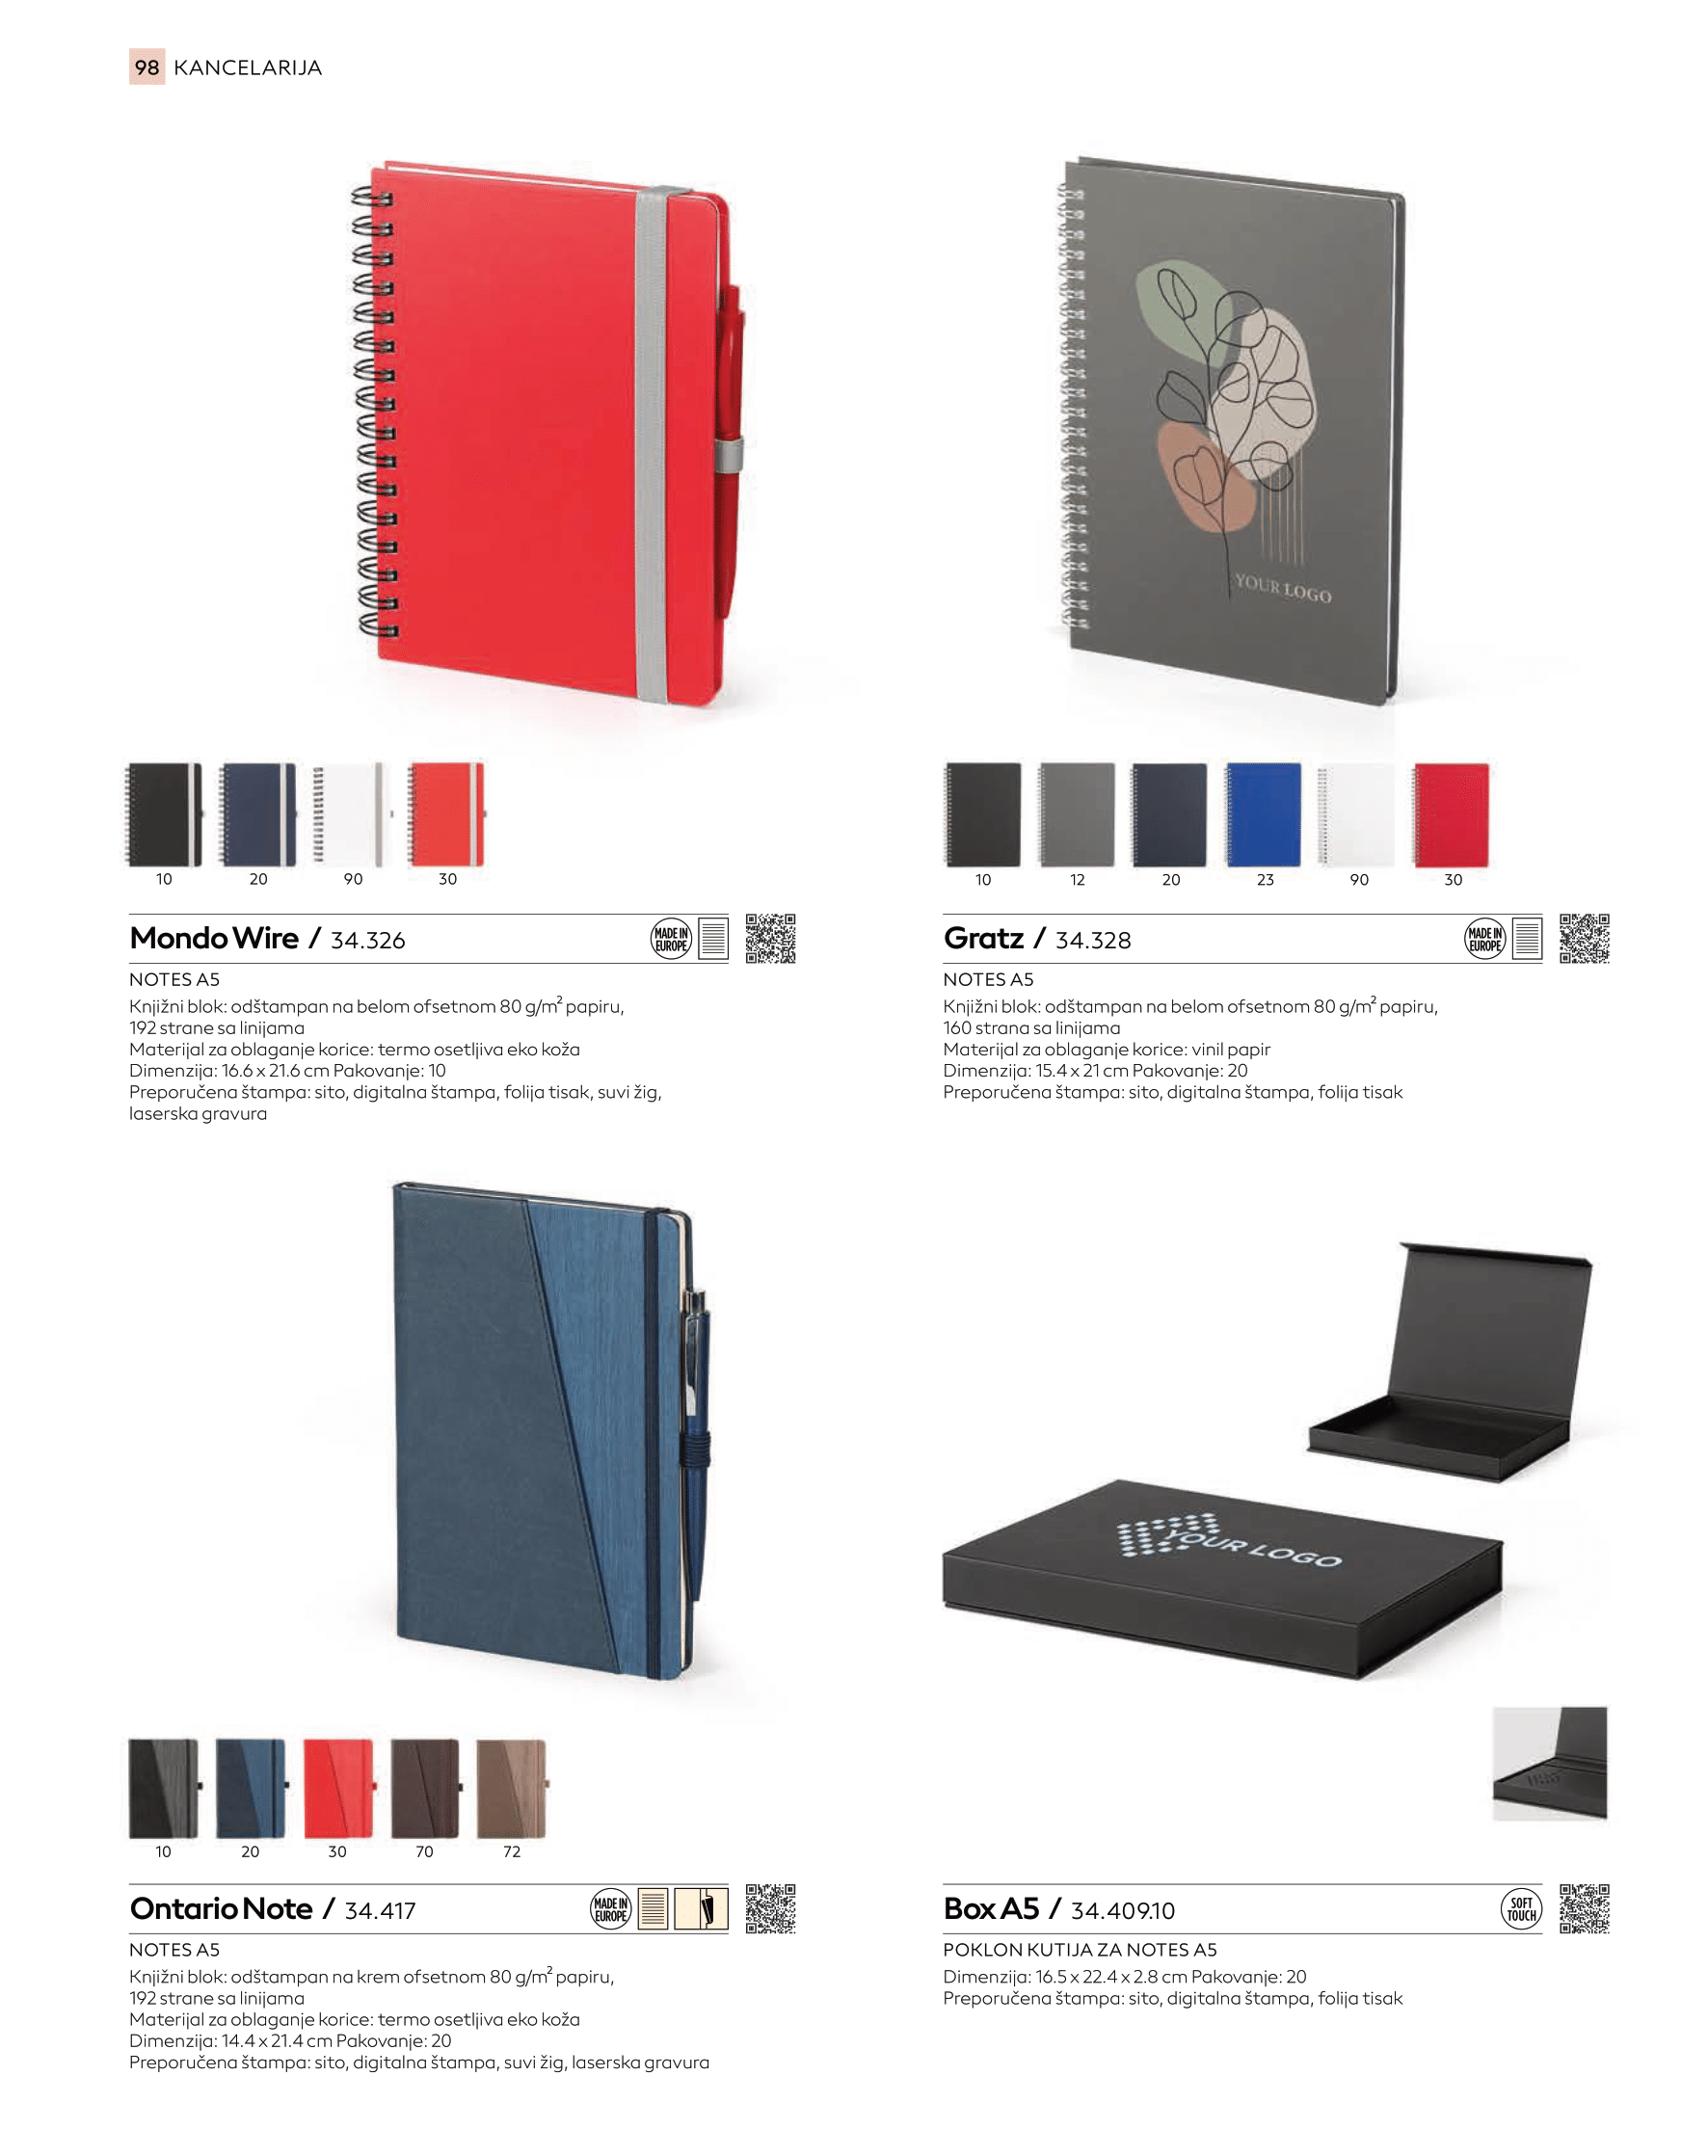 98 KANCELARIJA
YOUR LOGO
10 20 90 30
10 12 20 23 90 30
Mondo Wire / 34.326
MADE IN
EUROPE
NOTES A5
Knjižni blok: odštampan na belom ofsetnom 80 g/m² papiru,
192 strane sa linijama
Materijal za oblaganje korice: termo osetljiva eko koža
Dimenzija: 16.6 x 21.6 cm Pakovanje: 10
Preporučena štampa: sito, digitalna štampa, folija tisak, suvi žig,
laserska gravura
Gratz / 34.328
MADE IN
EUROPE
NOTES A5
Knjižni blok: odštampan na belom ofsetnom 80 g/m² papiru,
160 strana sa linijama
Materijal za oblaganje korice: vinil papir
Dimenzija: 15.4 x 21 cm Pakovanje: 20
Preporučena štampa: sito, digitalna štampa, folija tisak
YOUR LOGO
10 20 30 70 72
Ontario Note / 34.417
MADE IN
EUROPE
NOTES A5
Knjižni blok: odštampan na krem ofsetnom 80 g/m² papiru,
192 strane sa linijama
Materijal za oblaganje korice: termo osetljiva eko koža
Dimenzija: 14.4 x 21.4 cm Pakovanje: 20
Preporučena štampa: sito, digitalna štampa, suvi žig, laserska gravura
Box A5 / 34.409.10
SOFT
TOUCH
POKLON KUTIJA ZA NOTES A5
Dimenzija: 16.5 x 22.4 x 2.8 cm Pakovanje: 20
Preporučena štampa: sito, digitalna štampa, folija tisak